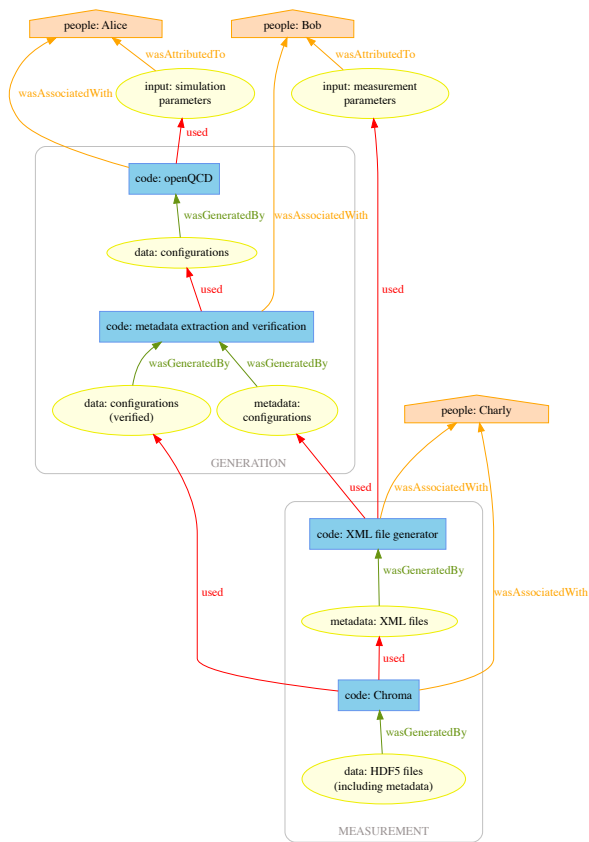 people: Alice
people: Bob
wasAttributedTo
wasAttributedTo
input: simulation
parameters
input: measurement
parameters
wasAssociatedWith
used
code: openQCD
wasGeneratedBy
wasAssociatedWith
data: configurations
used
used
code: metadata extraction and verification
wasGeneratedBy
wasGeneratedBy
data: configurations
(verified)
metadata:
configurations
people: Charly
GENERATION
used
wasAssociatedWith
code: XML file generator
wasGeneratedBy
used
wasAssociatedWith
metadata: XML files
used
code: Chroma
wasGeneratedBy
data: HDF5 files
(including metadata)
MEASUREMENT